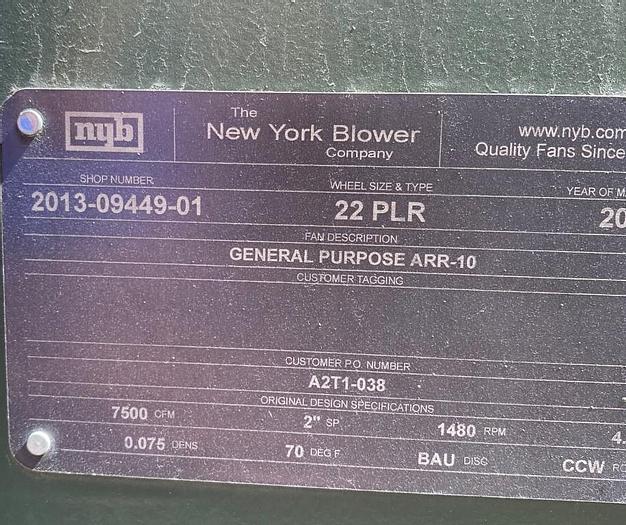 nyb
The
New York Blower
Company
www.nyb.com
Quality Fans Since
SHOP NUMBER WHEEL SIZE & TYPE YEAR OF
2013-09449-01 22 PLR 20
FAN DESCRIPTION
GENERAL PURPOSE ARR-10
CUSTOMER TAGGING
CUSTOMER P.O. NUMBER
A2T1-038
ORIGINAL DESIGN SPECIFICATIONS
7500 CFM 2" SP 1480 RPM 4.
0.075 DENS 70 DEG F BAU DISC CCW